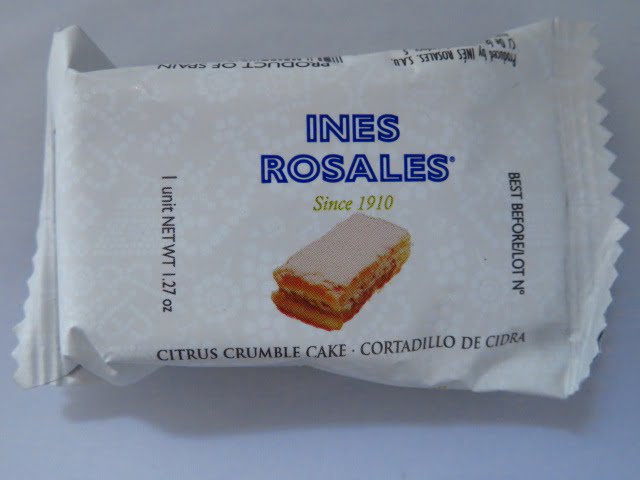 PRODUCT OF SPAIN
Produced by INÉS ROSALES, S.A.U.
INES
ROSALES®
Since 1910
1 unit NET WT 1.27 oz
BEST BEFORE/LOT Nº
CITRUS CRUMBLE CAKE · CORTADILLO DE CIDRA